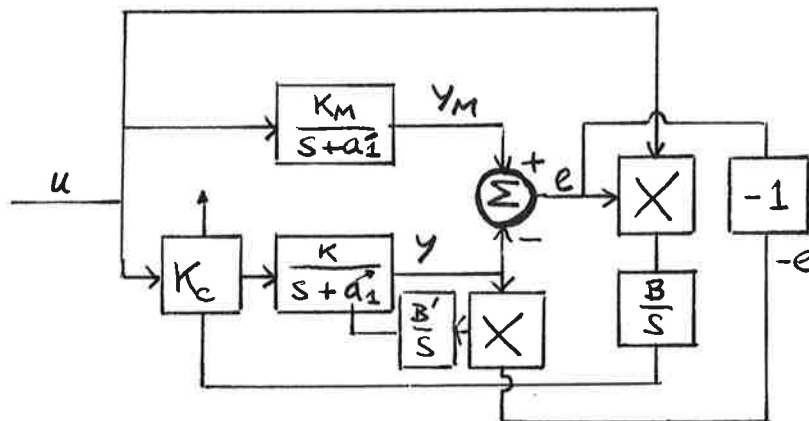 K_M
S+a_1
Y_M
u
+
Σ
e
-
X
-1
-e
K_c
K
S+a_1
y
B'
S
X
B
S